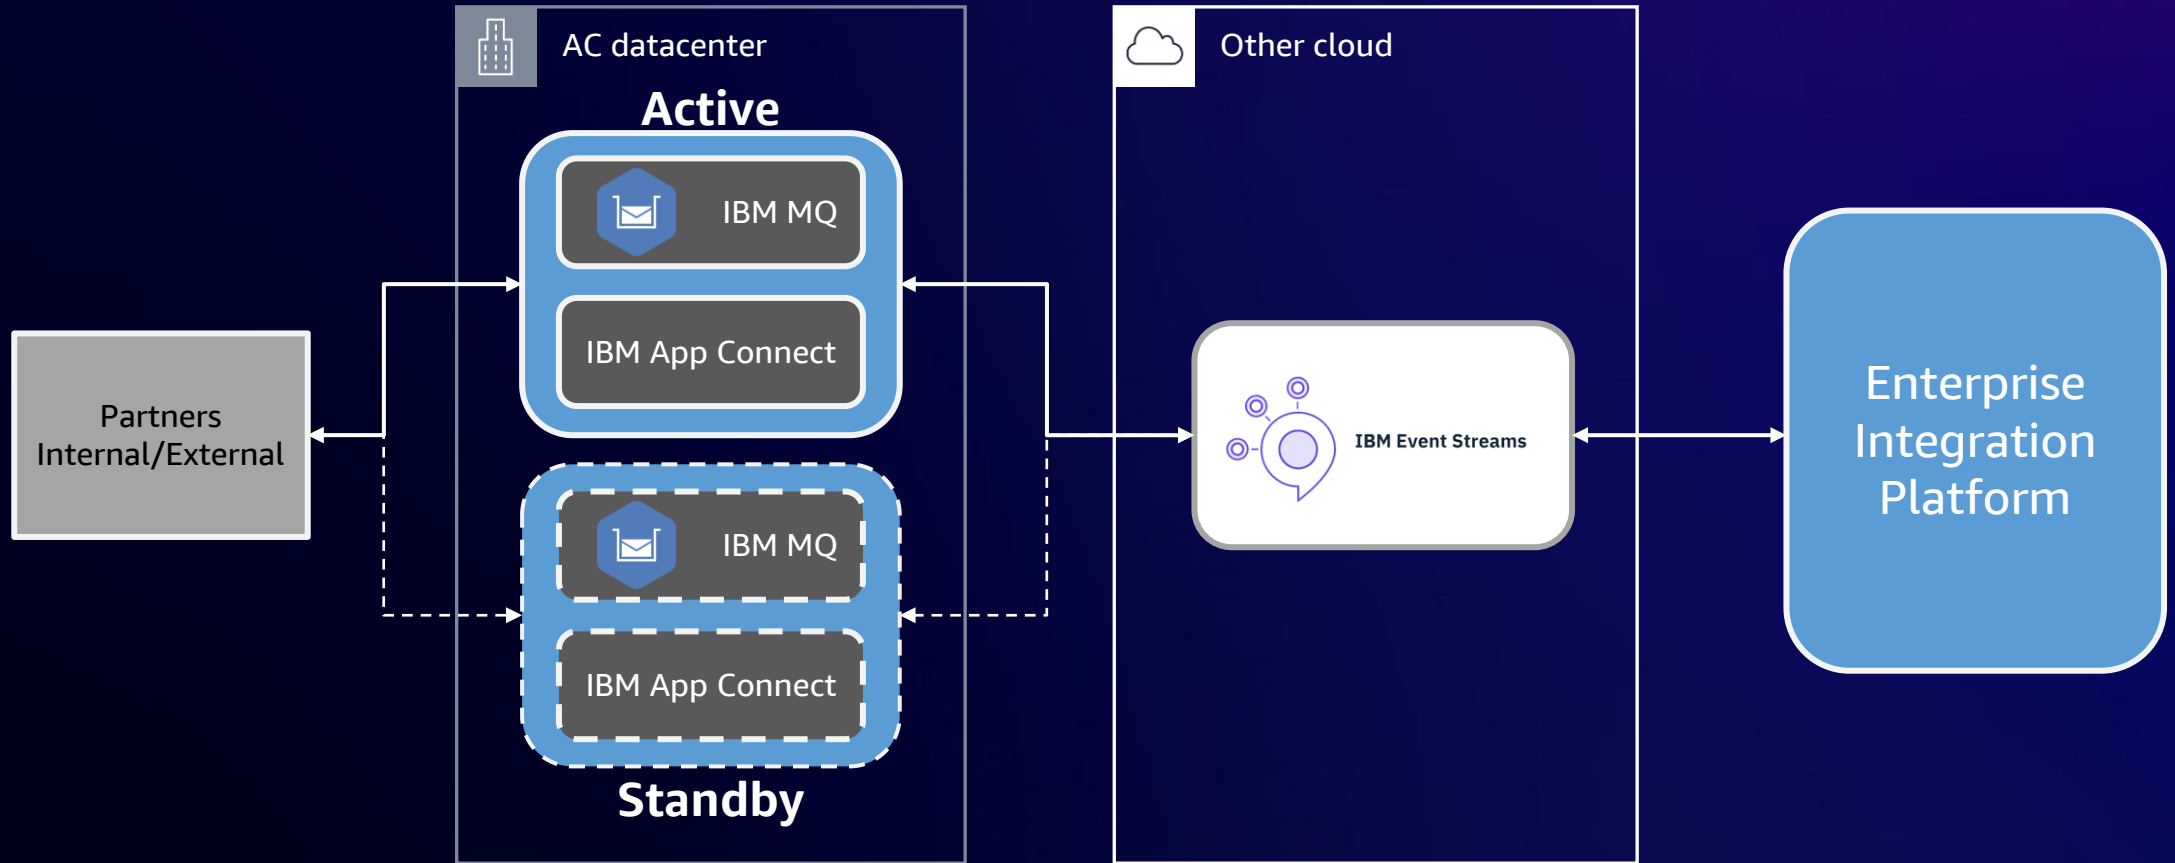 AC datacenter
Other cloud
Active
IBM MQ
IBM App Connect
Partners
Internal/External
IBM MQ
IBM App Connect
Standby
IBM Event Streams
Enterprise
Integration
Platform